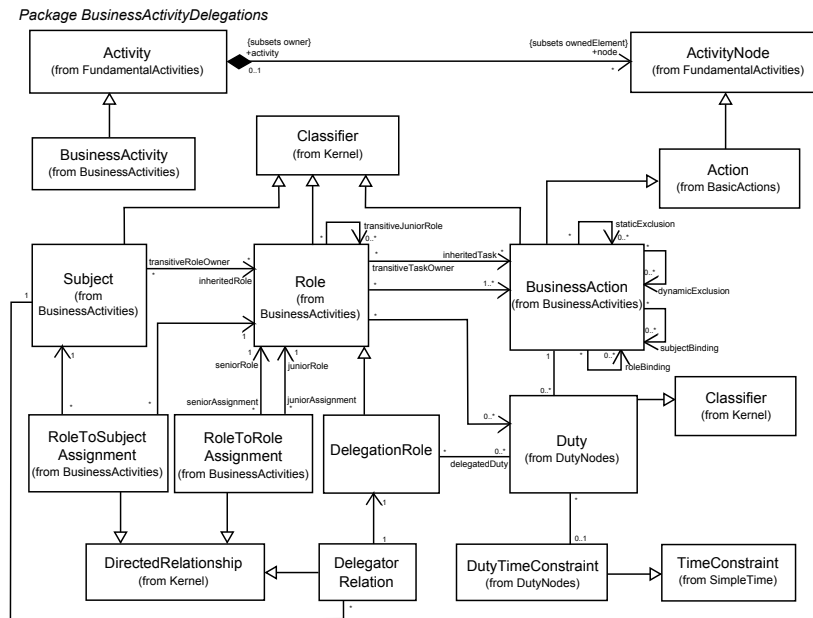 Package BusinessActivityDelegations
Activity
(from FundamentalActivities)
{subsets owner}
+activity
0..1
{subsets ownedElement}
+node
*
ActivityNode
(from FundamentalActivities)
BusinessActivity
(from BusinessActivities)
Classifier
(from Kernel)
Action
(from BasicActions)
* transitiveJuniorRole
0..*
* staticExclusion
0..*
Subject
(from
BusinessActivities)
transitiveRoleOwner *
* inheritedRole
Role
(from
BusinessActivities)
* inheritedTask *
transitiveTaskOwner
* 1..*
BusinessAction
(from BusinessActivities)
*
0..*
dynamicExclusion
*
0..*
subjectBinding
* 0..*
roleBinding
1
1
*
1
*
seniorRole 1
1 juniorRole
seniorAssignment *
juniorAssignment
*
*
0..*
1
0..*
RoleToSubject
Assignment
(from BusinessActivities)
RoleToRole
Assignment
(from BusinessActivities)
DelegationRole
* 0..*
delegatedDuty
Duty
(from DutyNodes)
Classifier
(from Kernel)
1
1
*
0..1
DirectedRelationship
(from Kernel)
Delegator
Relation
*
DutyTimeConstraint
(from DutyNodes)
TimeConstraint
(from SimpleTime)